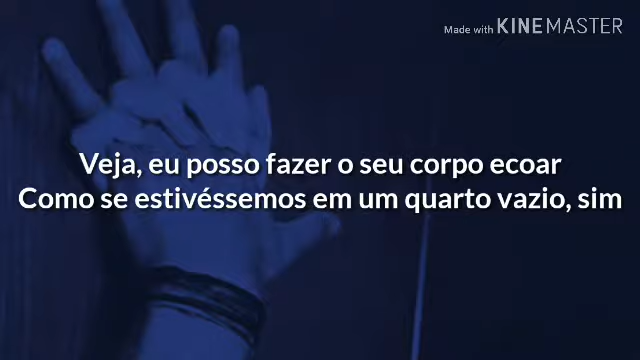 Made with KINEMASTER
Veja, eu posso fazer o seu corpo ecoar
Como se estivéssemos em um quarto vazio, sim